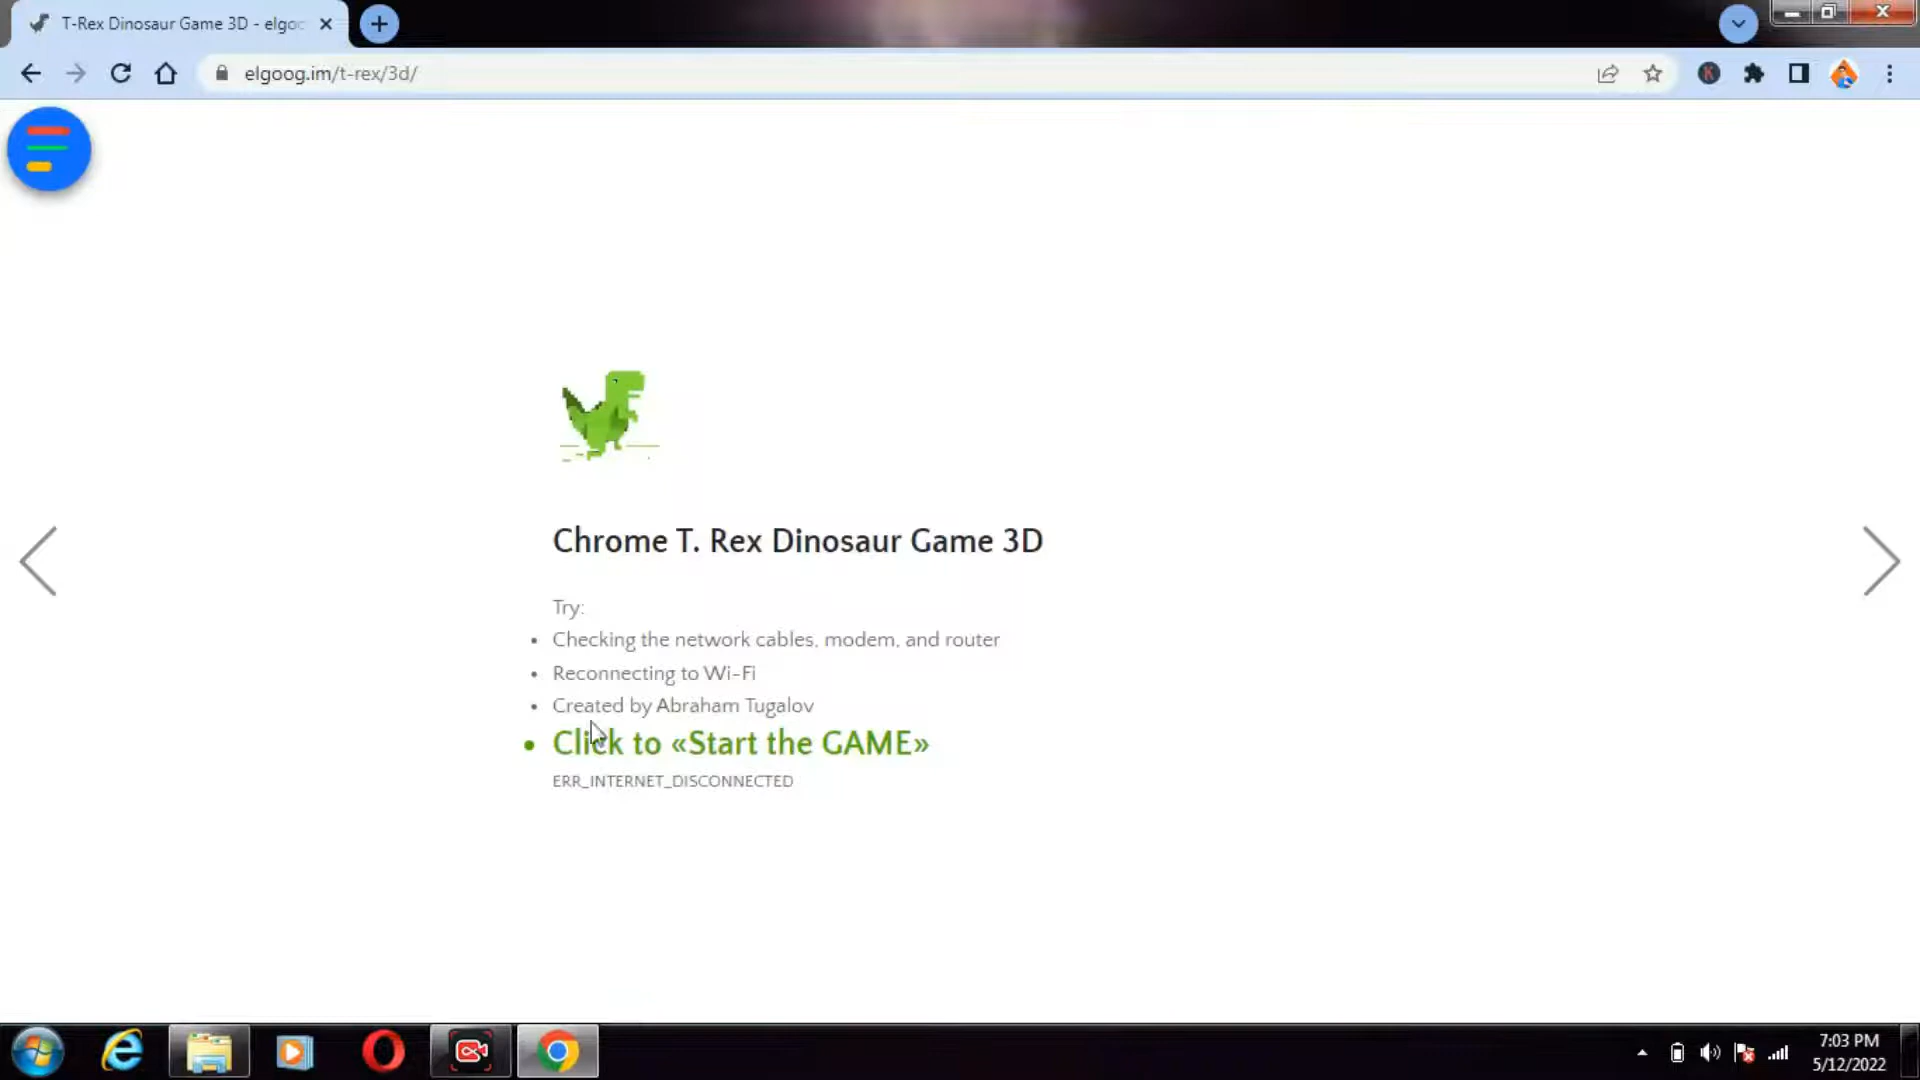 T-Rex Dinosaur Game 3D - elgoo
elgoog.im/t-rex/3d/
K
Chrome T. Rex Dinosaur Game 3D
Try:
• Checking the network cables, modem, and router
• Reconnecting to Wi-Fi
• Created by Abraham Tugalov
• Click to «Start the GAME»
ERR_INTERNET_DISCONNECTED
7:03 PM
5/12/2022